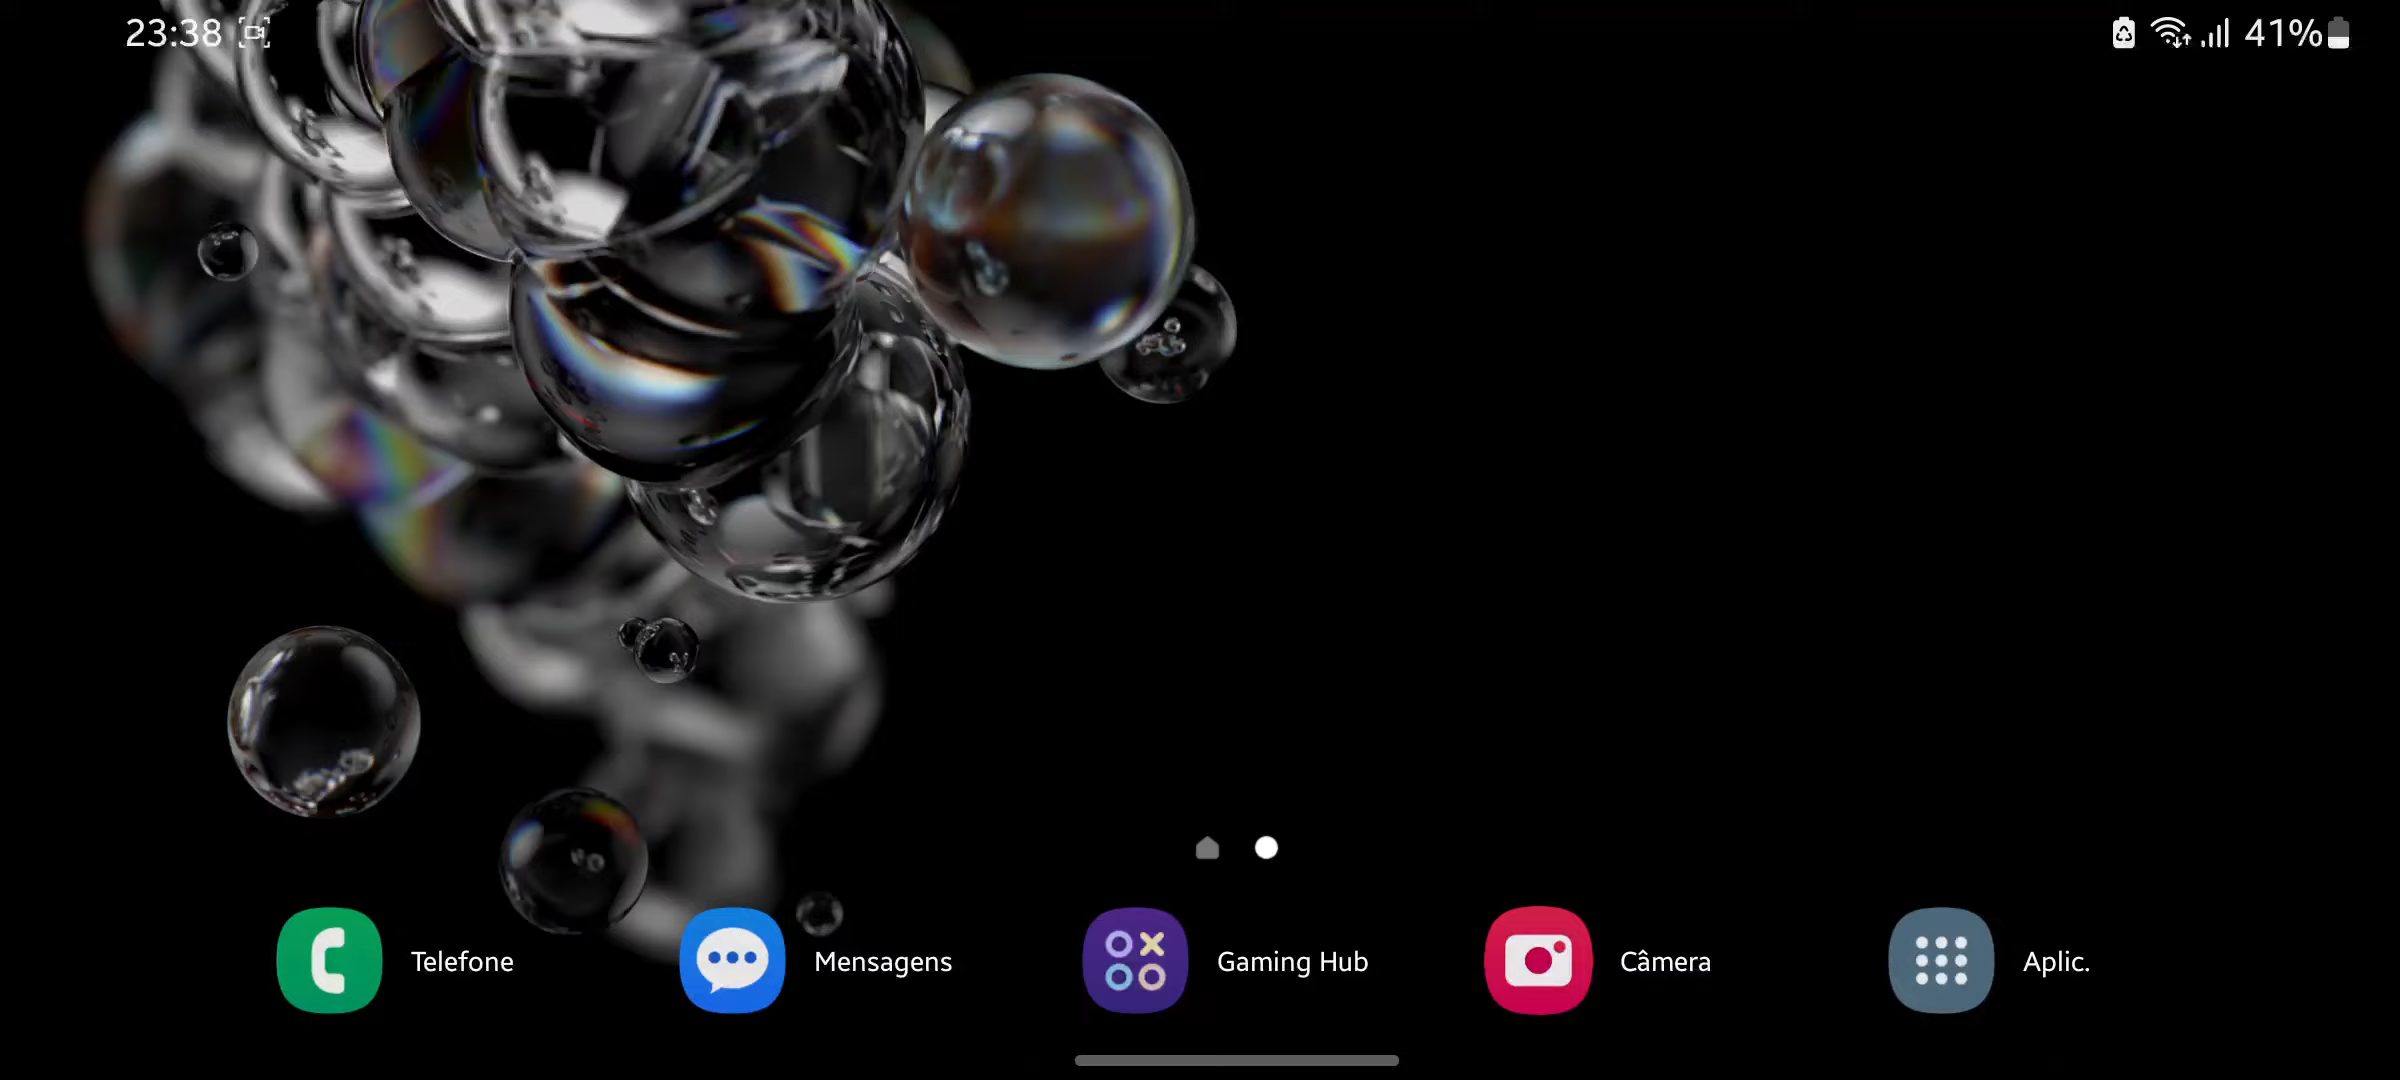 23:38
41%
Telefone
Mensagens
Gaming Hub
Câmera
Aplic.